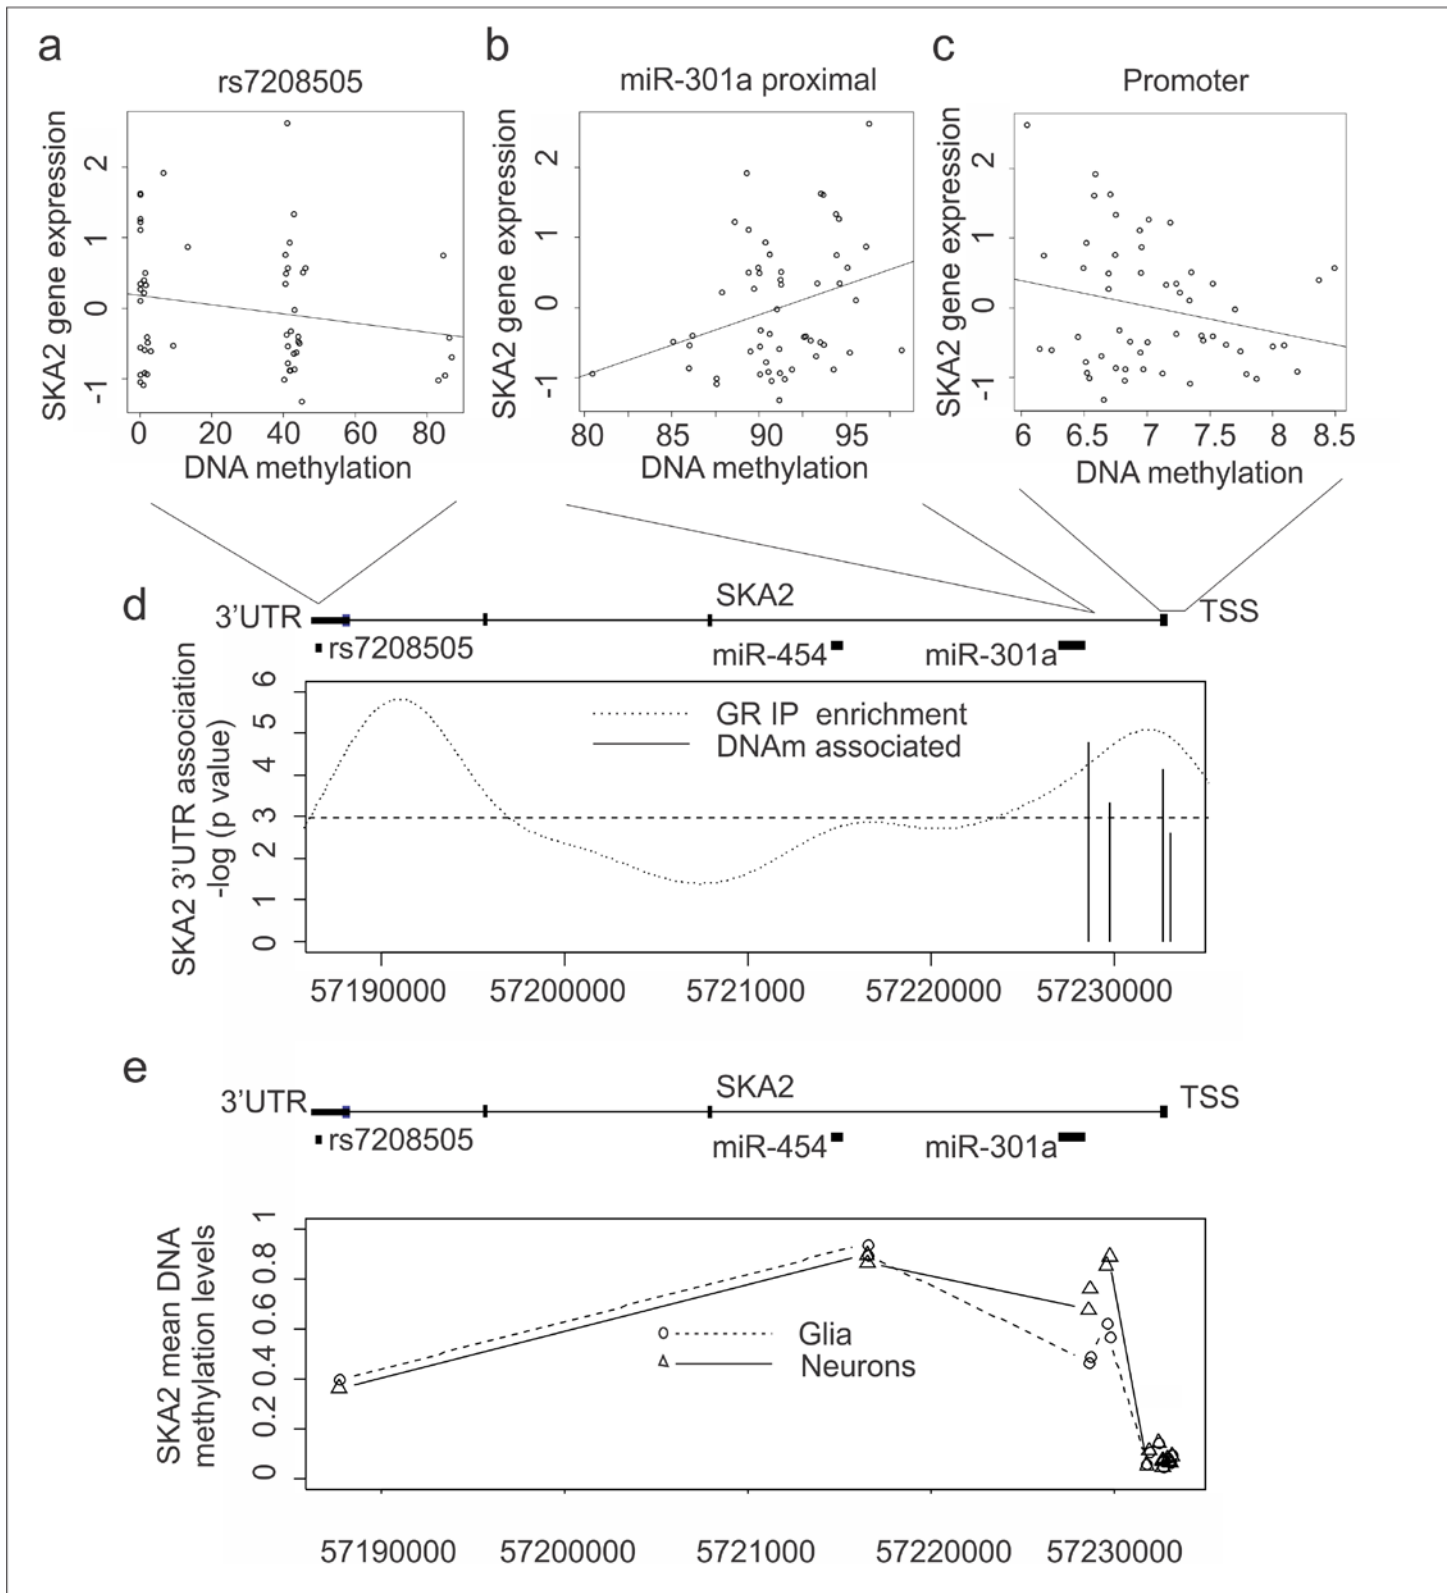 a
b
c
rs7208505
miR-301a proximal
Promoter
SKA2 gene expression
2
1
0
-1
0 20 40 60 80
DNA methylation
SKA2 gene expression
2
1
0
-1
80 85 90 95
DNA methylation
SKA2 gene expression
2
1
0
-1
6 6.5 7 7.5 8 8.5
DNA methylation
d
SKA2
3'UTR
TSS
rs7208505
miR-454
miR-301a
SKA2 3'UTR association
-log (p value)
6
5
4
3
2
1
0
GR IP enrichment
DNAm associated
57190000 57200000 5721000 57220000 57230000
e
SKA2
3'UTR
TSS
rs7208505
miR-454
miR-301a
SKA2 mean DNA
methylation levels
1
0.8
0.6
0.4
0.2
0
Glia
Neurons
57190000 57200000 5721000 57220000 57230000